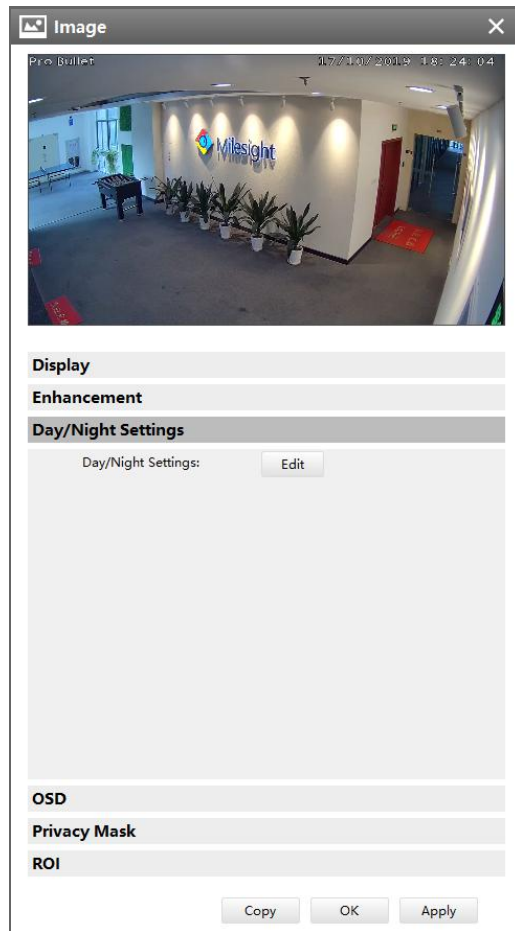 Image
Pro Bullet 17/10/2019 18:24:04
Milesight
Display
Enhancement
Day/Night Settings
Day/Night Settings: Edit
OSD
Privacy Mask
ROI
Copy OK Apply